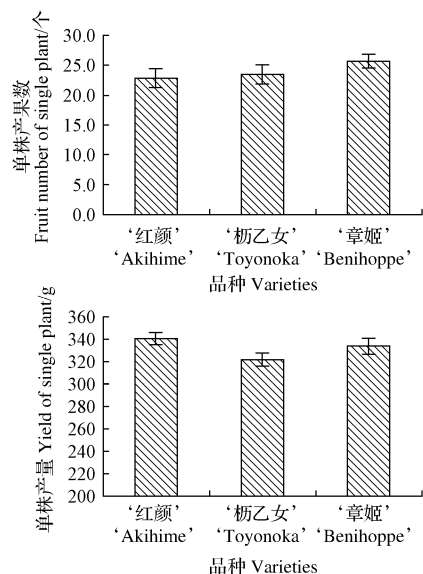 单株产果数
Fruit number of single plant/个
30.0
25.0
20.0
15.0
10.0
5.0
0.0
‘红颜’ ‘枥乙女’ ‘章姬’
‘Akihime’ ‘Toyonoka’ ‘Benihoppe’
品种 Varieties
单株产量 Yield of single plant/g
360
340
320
300
280
260
240
220
200
‘红颜’ ‘枥乙女’ ‘章姬’
‘Akihime’ ‘Toyonoka’ ‘Benihoppe’
品种 Varieties